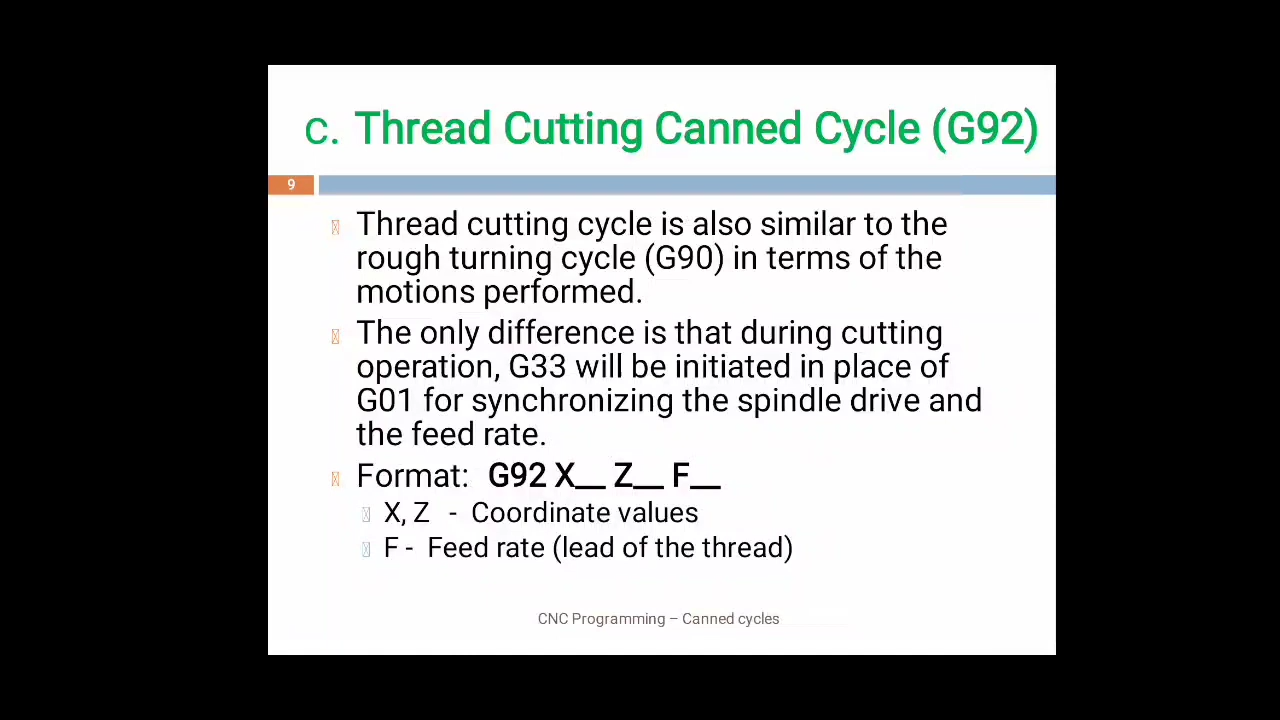 c. Thread Cutting Canned Cycle (G92)
9
Thread cutting cycle is also similar to the
rough turning cycle (G90) in terms of the
motions performed.
The only difference is that during cutting
operation, G33 will be initiated in place of
G01 for synchronizing the spindle drive and
the feed rate.
Format: G92 X__ Z__ F__
X, Z - Coordinate values
F - Feed rate (lead of the thread)
CNC Programming – Canned cycles